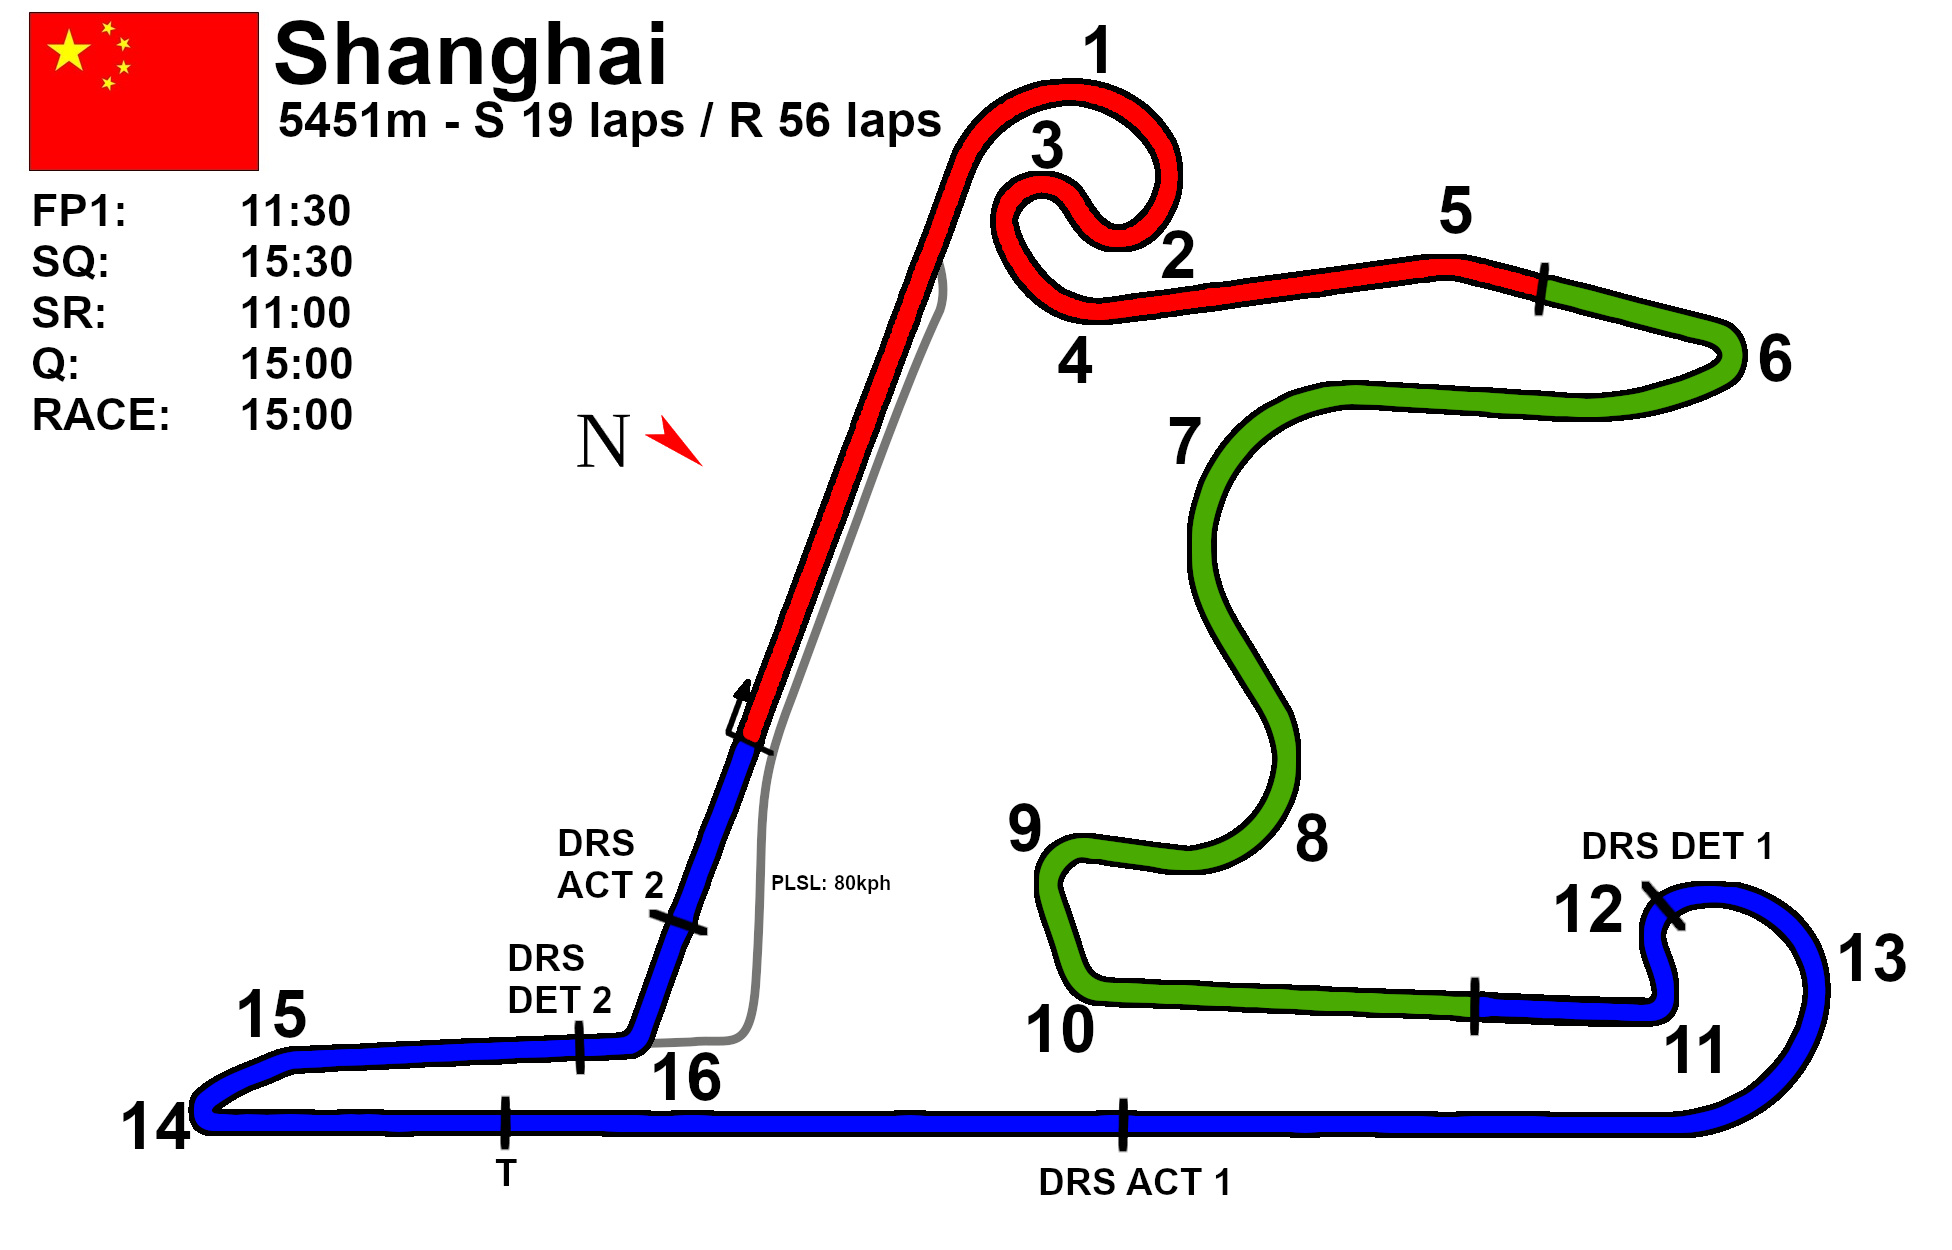 Shanghai
5451m - S 19 laps / R 56 laps
FP1: 11:30
SQ: 15:30
SR: 11:00
Q: 15:00
RACE: 15:00
N
1
2
3
4
5
6
7
8
9
10
11
12
13
14
15
16
DRS DET 1
DRS ACT 1
DRS
ACT 2
DRS
DET 2
PLSL: 80kph
T